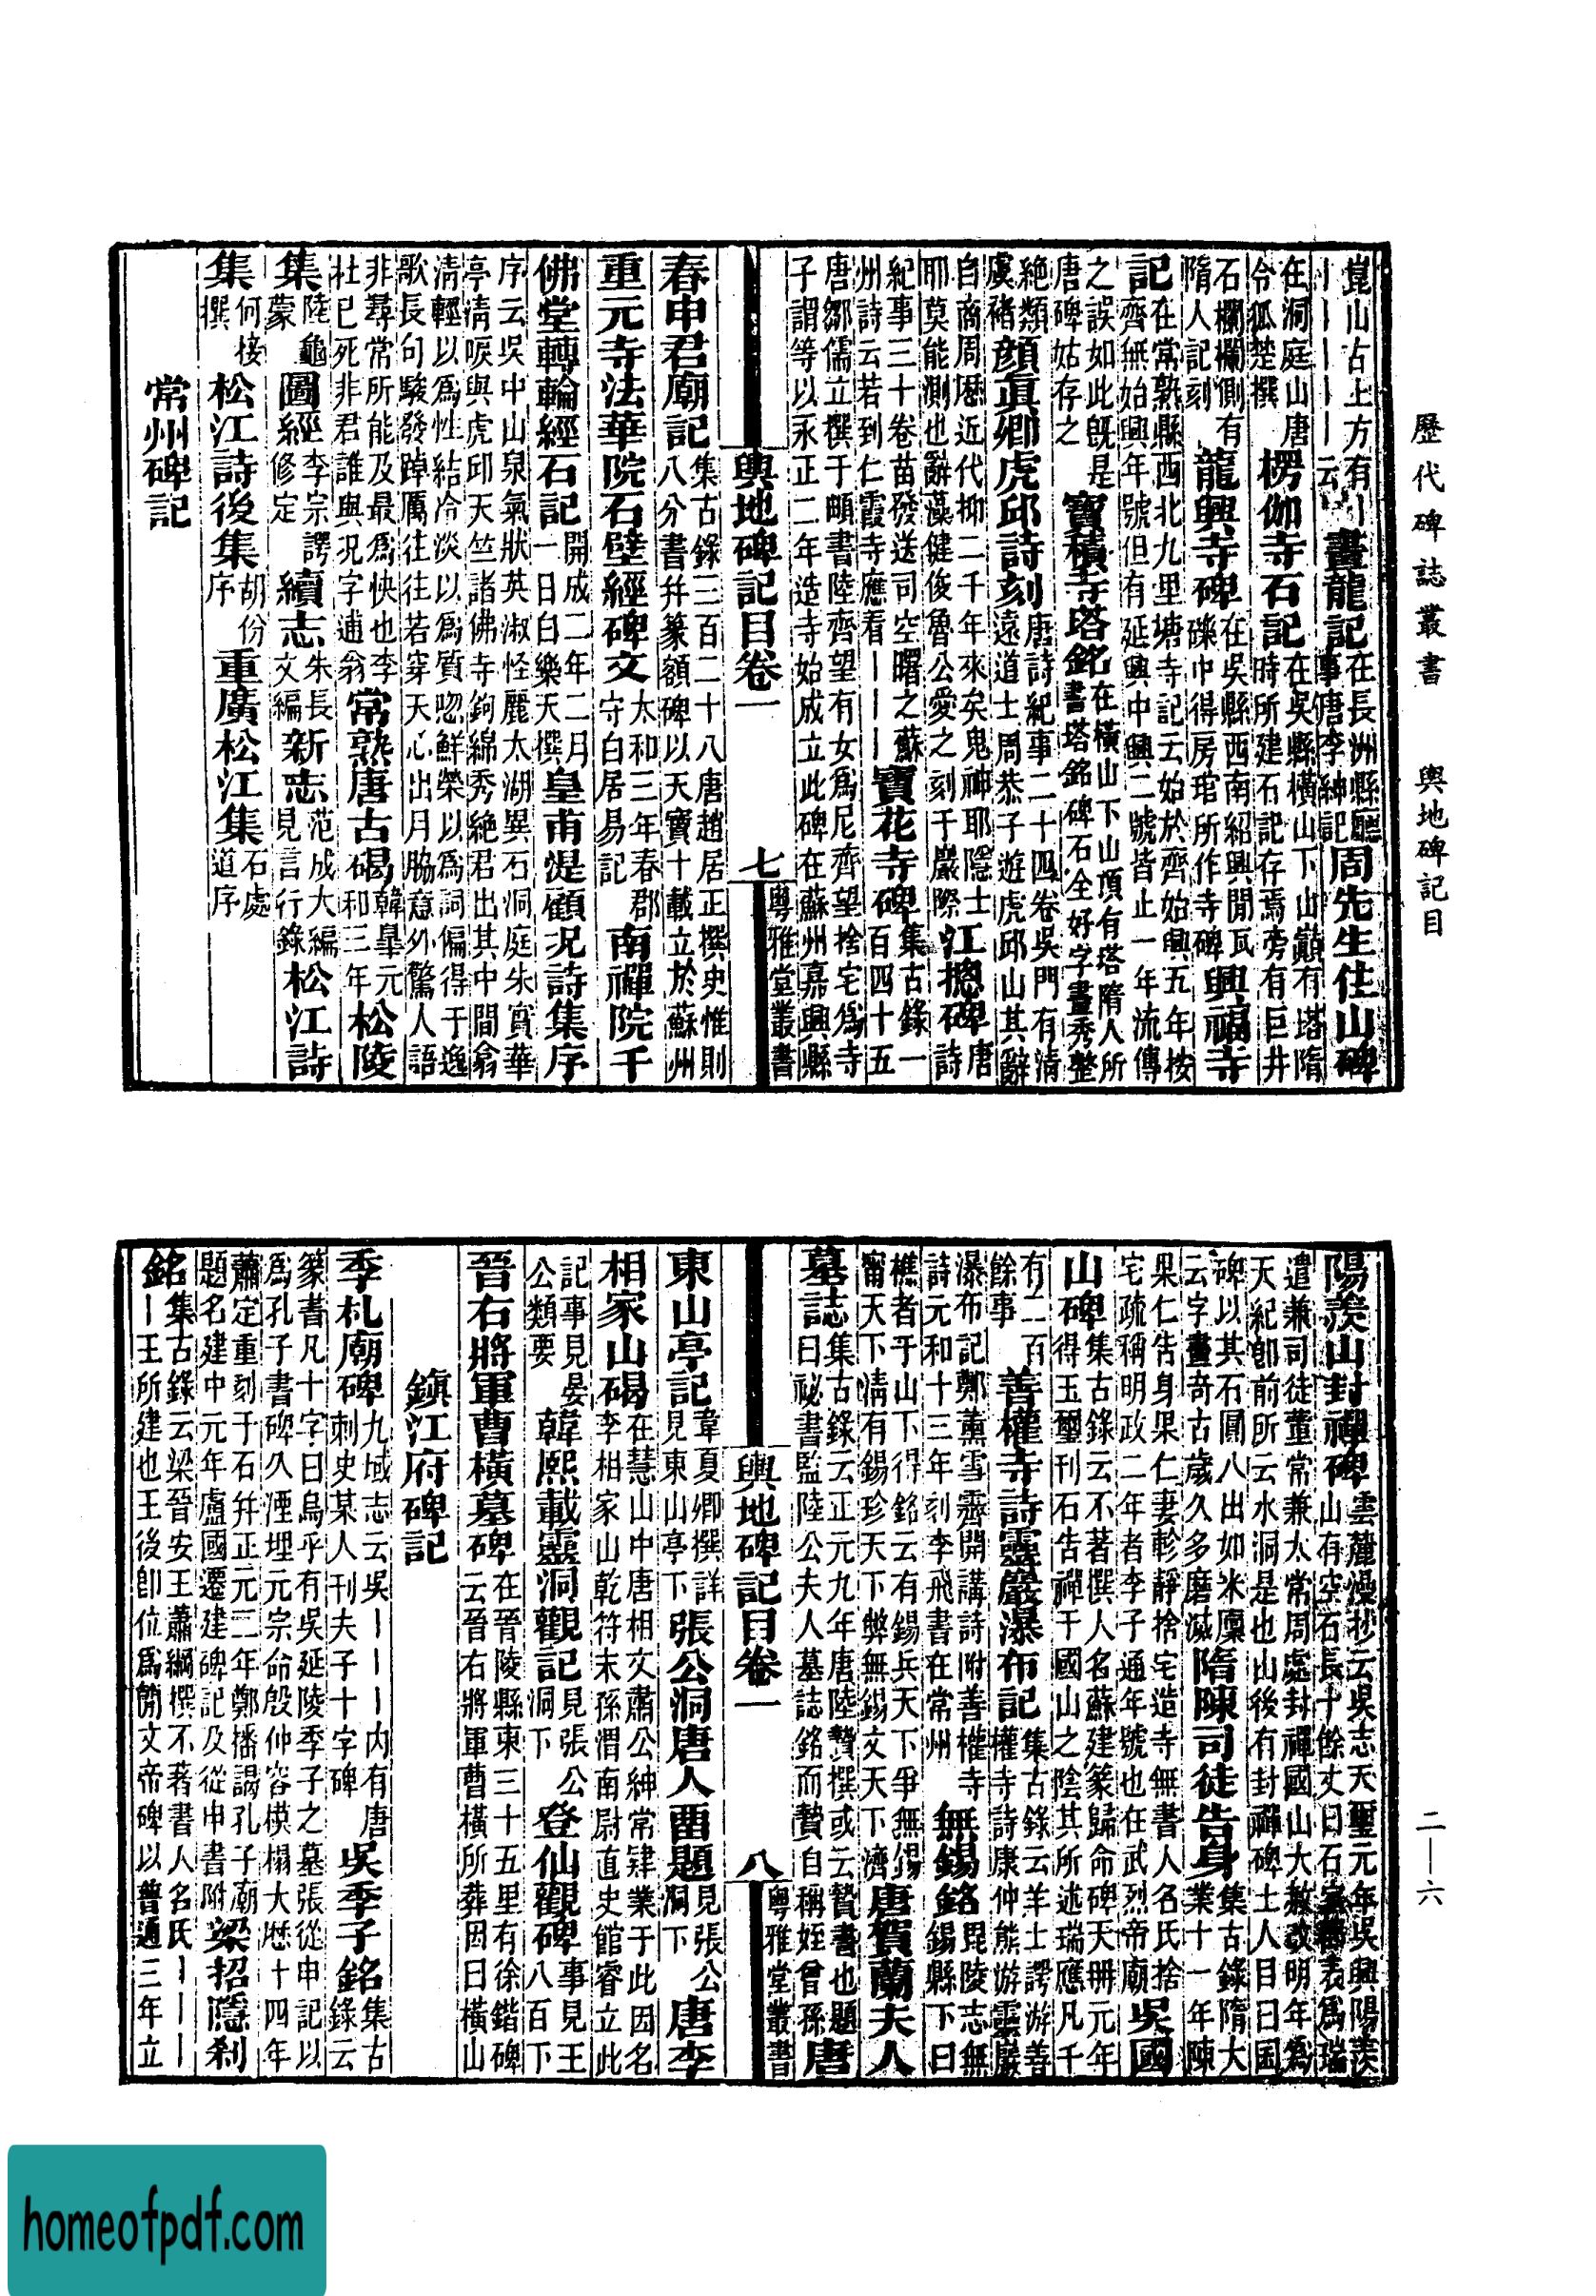 歷代碑誌叢書　輿地碑記目
崑山古上方有｜｜｜｜｜｜｜云畫龍記在長洲縣廳事唐李紳記周先生住山碑
在洞庭山唐令狐楚撰楞伽寺石記在吳縣橫山下山巔有塔隋時所建石記存焉旁有巨井
石欄欄側有隋人記刻龍興寺碑在吳縣西南紹興閒瓦礫中得房琯所作寺碑興福寺
記在常熟縣西北九里塘寺記云始於齊始興五年按齊無始興年號但有延興中興二號皆止一年流傳
之誤如此旣是唐碑姑存之寶積寺塔銘在橫山下山頂有塔隋人所書塔銘碑石全好字畫秀整
絶類虞褚顏眞卿虎邱詩刻唐詩紀事二十四卷吳門有淸遠道士周恭子遊虎邱山其辭
自商周歷近代抑二千年來矣鬼神耶隱士耶莫能測也辭藻健俊魯公愛之刻于巖際江揔碑唐詩
紀事三十卷苗發送司空曙之蘇州詩云若到仁霞寺應看｜｜｜寶花寺碑集古錄一百四十五
唐鄒儒立撰于頔書陸齊望有女爲尼齊望捨宅爲寺子謂等以永正二年造寺始成立此碑在蘇州嘉興縣
輿地碑記目卷一　七　粤雅堂叢書
春申君廟記集古錄三百二十八唐趙居正撰史惟則八分書幷篆額碑以天寶十載立於蘇州
重元寺法華院石壁經碑文太和三年春郡守白居易記南禪院千
佛堂轉輪經石記開成二年二月一日白樂天撰皇甫湜顧況詩集序
序云吳中山泉氣狀英淑怪麗太湖異石洞庭朱實華亭淸唳與虎邱天竺諸佛寺鉤綿秀絶君出其中間翕
淸輕以爲性結冷淡以爲質喣鮮榮以爲詞偏得于逸歌長句駿發踔厲往往若穿天心出月脇意外驚人語
非尋常所能及最爲快也李杜已死非君誰與況字逋翁常熟唐古碣韓皐元和三年松陵
集陸龜蒙圖經李宗諤修定續志朱長文編新志范成大編見言行錄松江詩
集何接撰松江詩後集胡份序重廣松江集石處道序
常州碑記
陽羨山封禪碑雲麓漫抄云吳志天璽元年吳興陽羨山有空石長十餘丈曰石室表爲瑞
遣兼司徒董常兼太常周處封禪國山大赦改明年爲天紀卽前所云水洞是也山後有封禪碑土人目曰囤
碑以其石圓八出如米廩云字畫奇古歲久多磨滅隋陳司徒告身集古錄隋大業十一年陳
果仁告身果仁妻軫靜捨宅造寺無書人名氏捨宅疏稱明政二年者李子通年號也在武烈帝廟吳國
山碑集古錄云不著撰人名蘇建篆歸命碑天冊元年得玉璽刊石告禪于國山之陰其所述瑞應凡千
有二百餘事善權寺詩靈巖瀑布記集古錄云羊士諤游善權寺詩康仲熊游靈巖
瀑布記鄭薰雪霽開講詩附善權寺詩元和十三年刻李飛書在常州無錫銘毘陵志無錫縣下曰
樵者于山下得銘云有錫兵天下爭無錫甯天下淸有錫珍天下弊無錫乂天下濟唐賀蘭夫人
墓誌集古錄云正元九年唐陸贄撰或云贄書也題曰祕書監陸公夫人墓誌銘而贄自稱姪曾孫唐
輿地碑記目卷一　八　粤雅堂叢書
東山亭記韋夏卿撰詳見東山亭下張公洞唐人畱題見張公洞下唐李
相家山碣在慧山中唐相文肅公紳常肄業于此因名李相家山乾符末孫渭南尉直史館睿立此
記事見晏公類要韓熙載靈洞觀記見張公洞下登仙觀碑事見王八百下
晉右將軍曹橫墓碑在晉陵縣東三十五里有徐鍇碑云晉右將軍曹橫所葬因曰橫山
鎭江府碑記
季札廟碑九域志云吳｜｜｜｜內有唐刺史某人刊夫子十字碑吳季子銘集古錄云
篆書凡十字曰烏乎有吳延陵季子之墓張從申記以爲孔子書碑久湮埋元宗命殷仲容模搨大歷十四年
蕭定重刻于石幷正元二年鄭播謁孔子廟題名建中元年盧國遷建碑記及從申書附梁招隱刹
銘集古錄云梁晉安王蕭綱撰不著書人名氏｜｜｜｜王所建也王後卽位爲簡文帝碑以普通三年立
二—六
homeofpdf.com